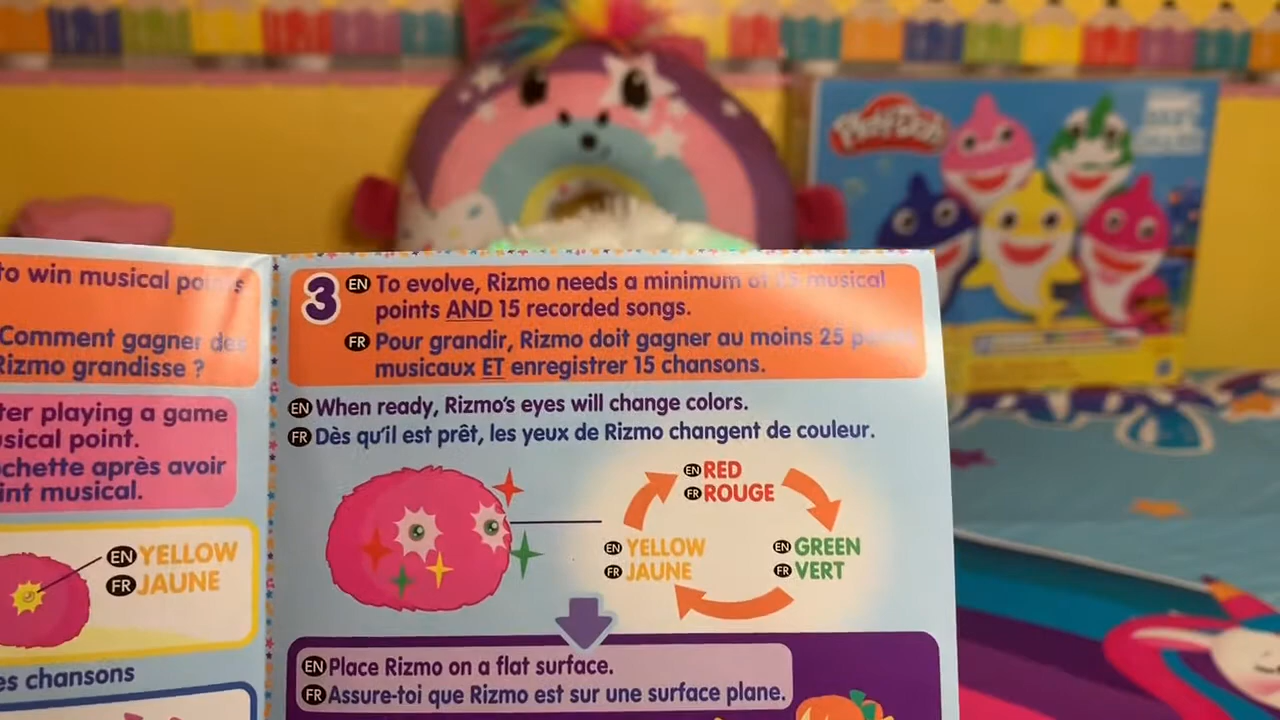 to win musical points
Comment gagner des
Rizmo grandisse ?
ter playing a game
usical point.
ochette après avoir
int musical.
EN YELLOW
FR JAUNE
es chansons
3
EN To evolve, Rizmo needs a minimum of musical
points AND 15 recorded songs.
FR Pour grandir, Rizmo doit gagner au moins 25 points
musicaux ET enregistrer 15 chansons.
EN When ready, Rizmo's eyes will change colors.
FR Dès qu'il est prêt, les yeux de Rizmo changent de couleur.
EN RED
FR ROUGE
EN YELLOW
FR JAUNE
EN GREEN
FR VERT
EN Place Rizmo on a flat surface.
FR Assure-toi que Rizmo est sur une surface plane.
Play-Doh